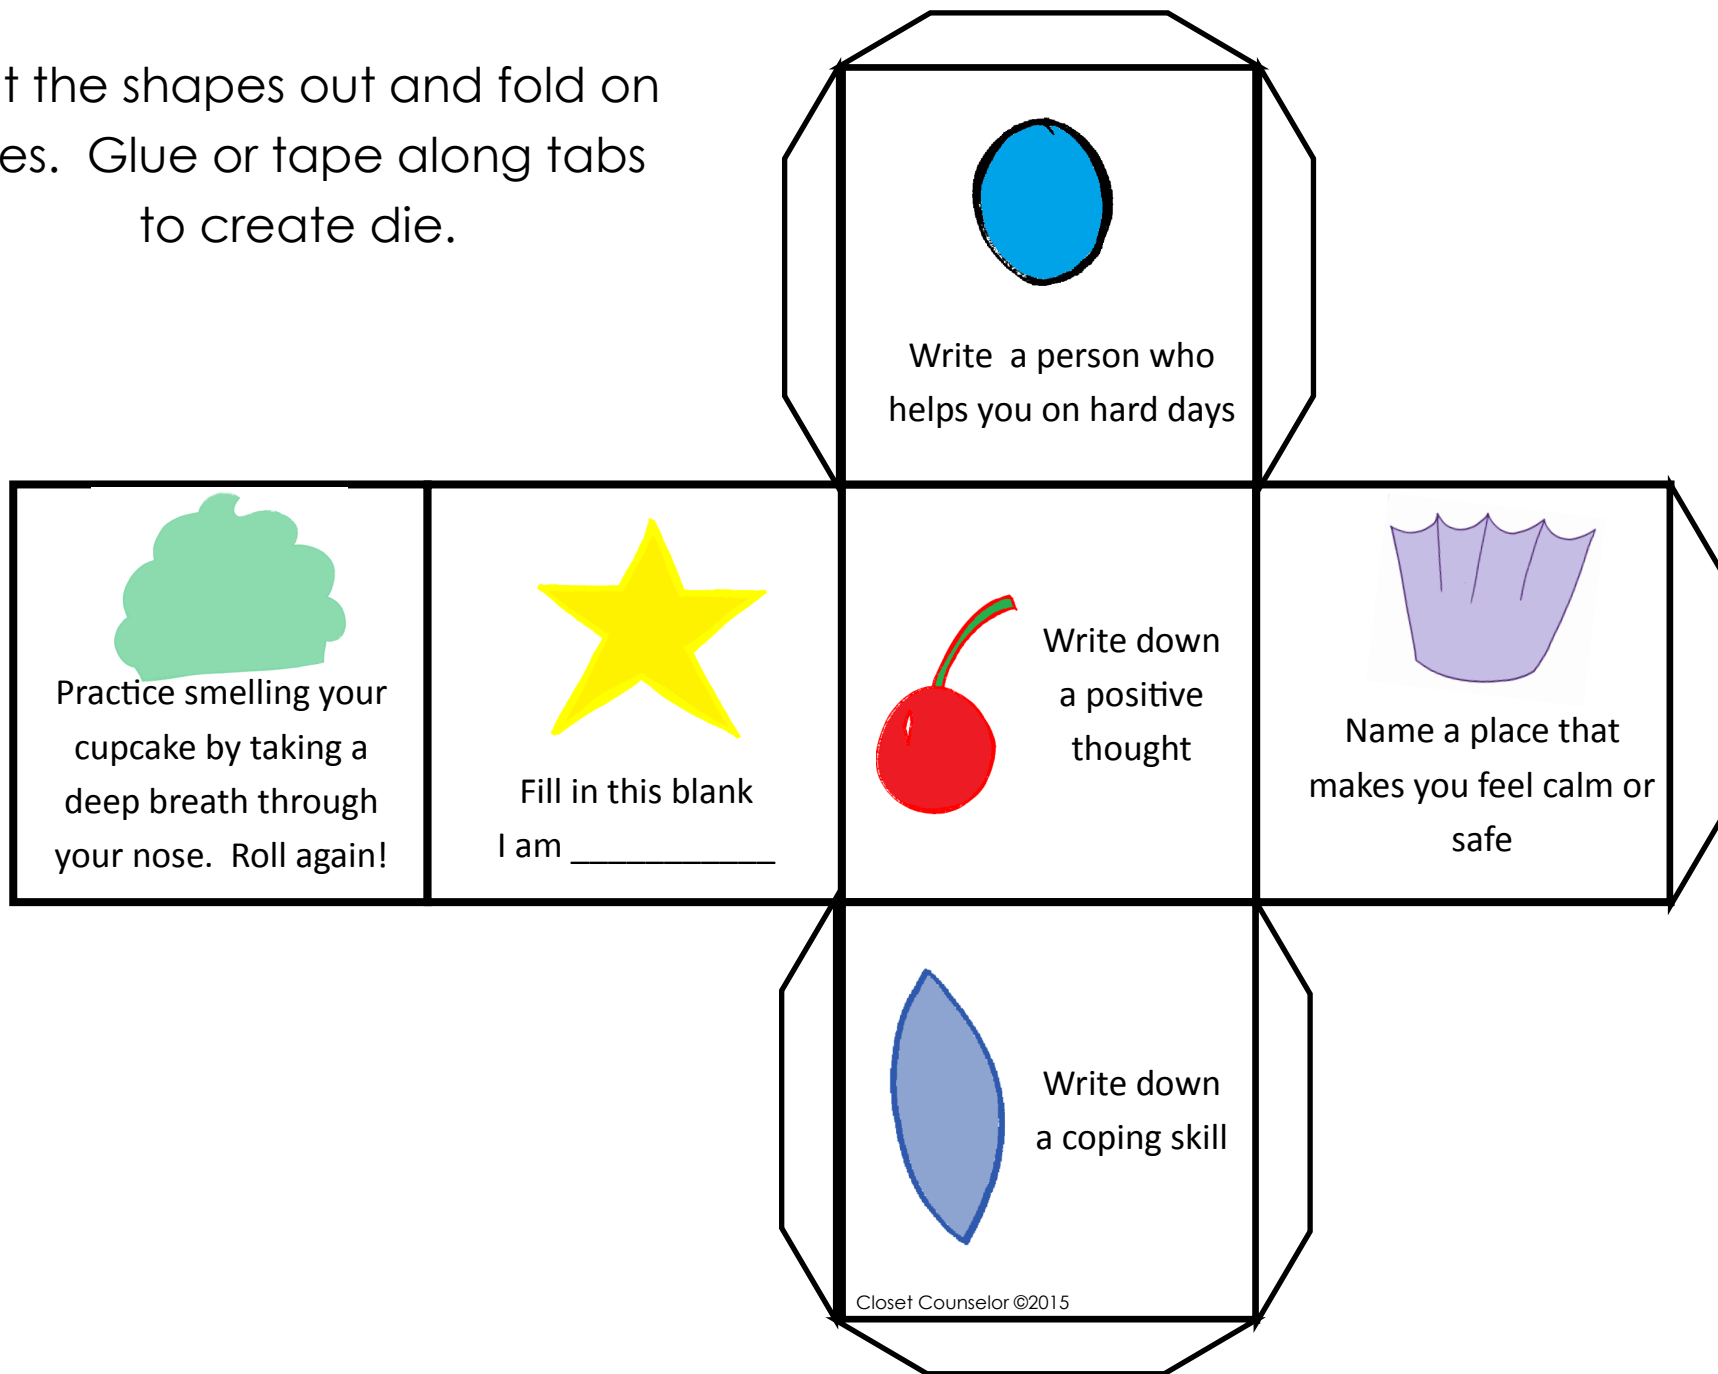 t the shapes out and fold on
es. Glue or tape along tabs
to create die.
Write a person who
helps you on hard days
Practice smelling your
cupcake by taking a
deep breath through
your nose. Roll again!
Fill in this blank
I am ___________
Write down
a positive
thought
Name a place that
makes you feel calm or
safe
Write down
a coping skill
Closet Counselor ©2015